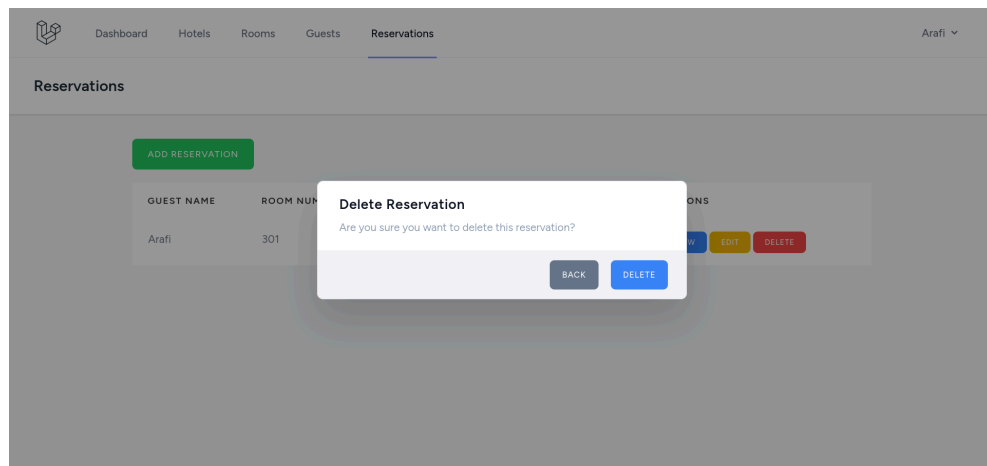 Dashboard Hotels Rooms Guests Reservations Arafi
Reservations
ADD RESERVATION
GUEST NAME ROOM NUM ONS
Delete Reservation
Are you sure you want to delete this reservation?
Arafi 301 W EDIT DELETE
BACK DELETE